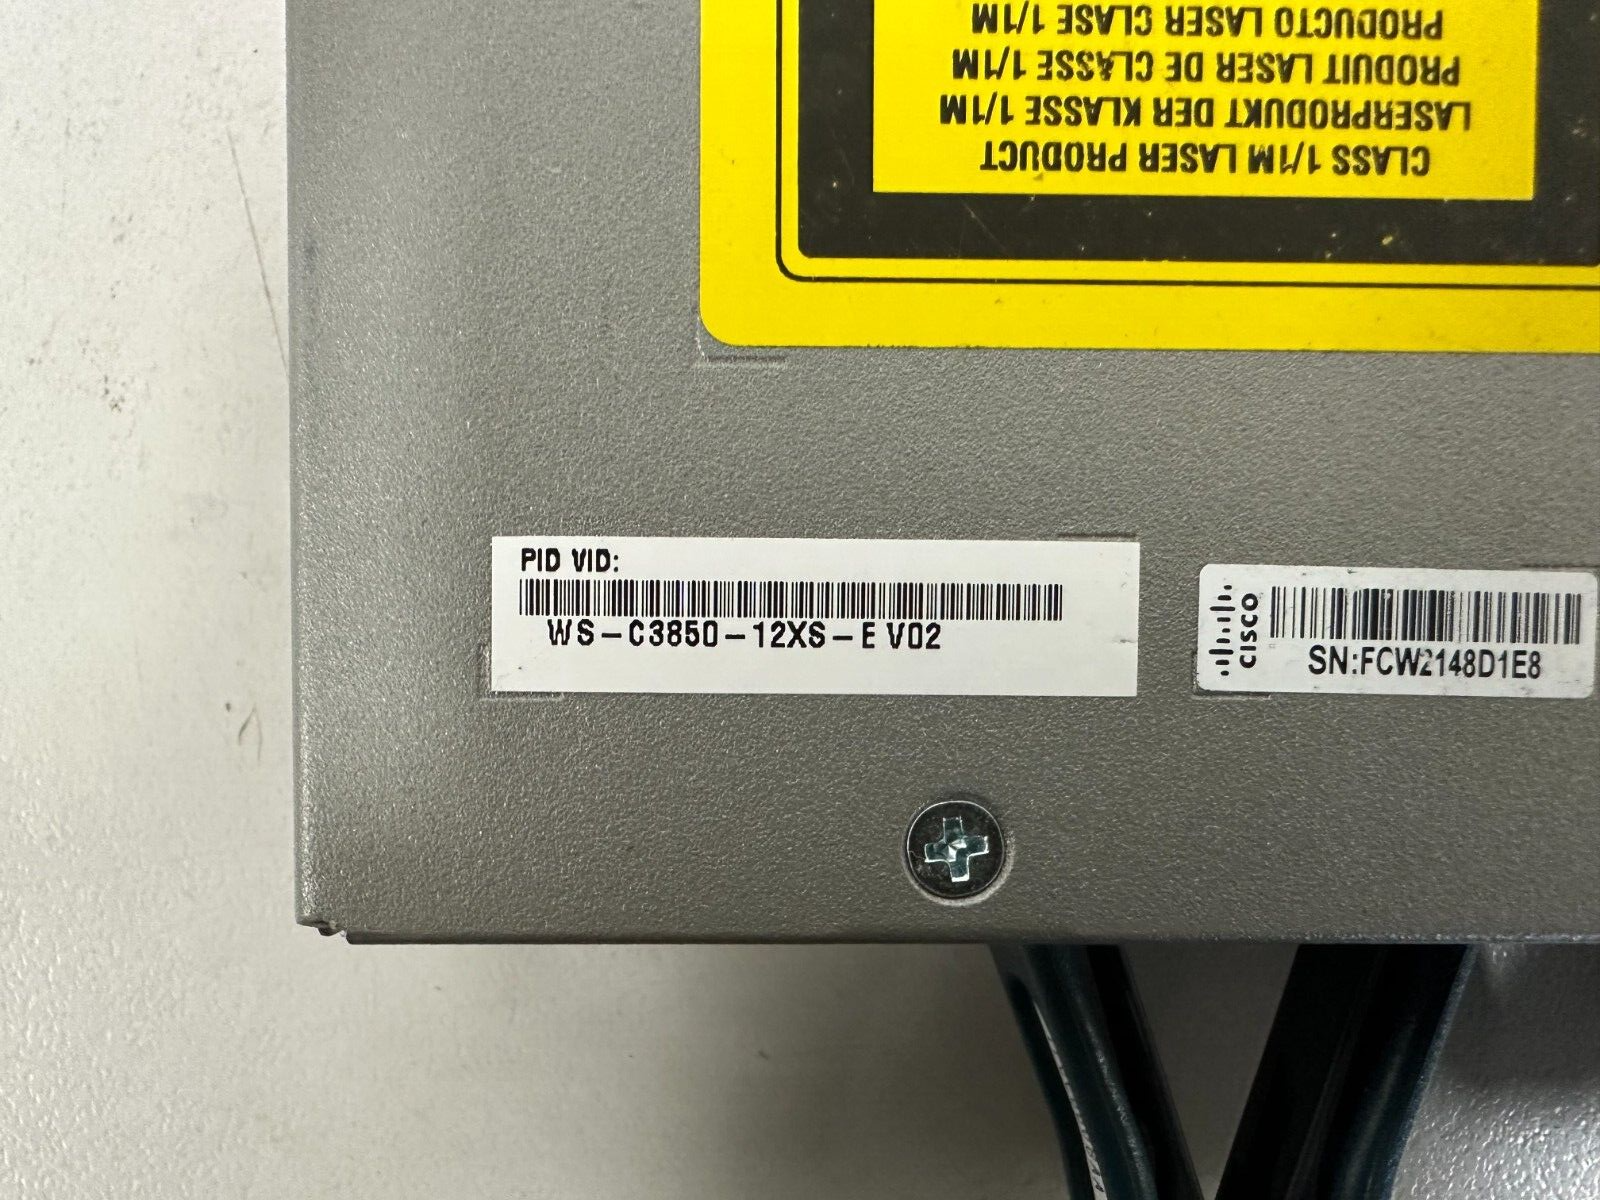 CLASS 1/1M LASER PRODUCT
LASERPRODUKT DER KLASSE 1/1M
PRODUIT LASER DE CLASSE 1/1M
PRODUCTO LASER CLASE 1/1M
PID VID:
WS-C3850-12XS-E V02
CISCO
SN:FCW2148D1E8